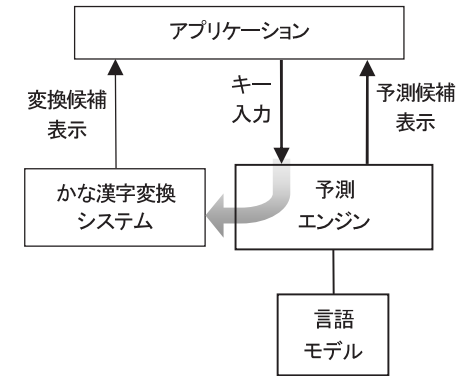 アプリケーション
変換候補
表示
キー
入力
予測候補
表示
かな漢字変換
システム
予測
エンジン
言語
モデル